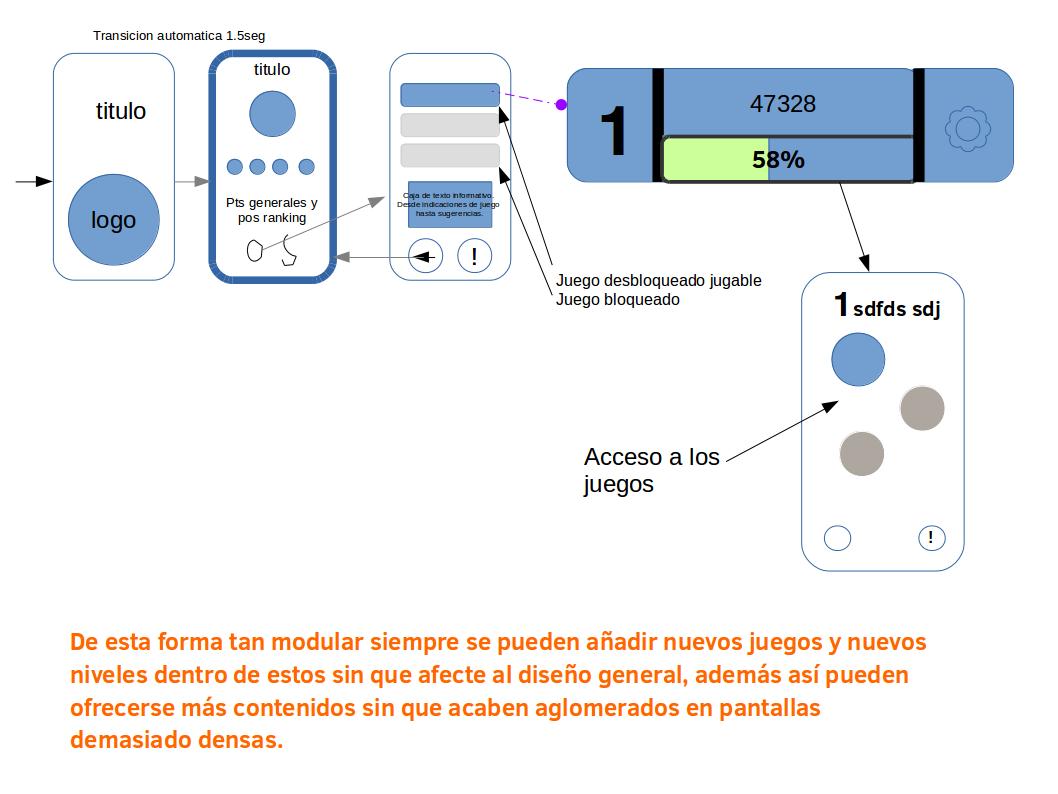 Transicion automatica 1.5seg
titulo
logo
titulo
Pts generales y
pos ranking
Caja de texto informativo.
Desde indicaciones de juego
hasta sugerencias.
!
1
47328
58%
Juego desbloqueado jugable
Juego bloqueado
1 sdfds sdj
Acceso a los
juegos
!
De esta forma tan modular siempre se pueden añadir nuevos juegos y nuevos
niveles dentro de estos sin que afecte al diseño general, además así pueden
ofrecerse más contenidos sin que acaben aglomerados en pantallas
demasiado densas.